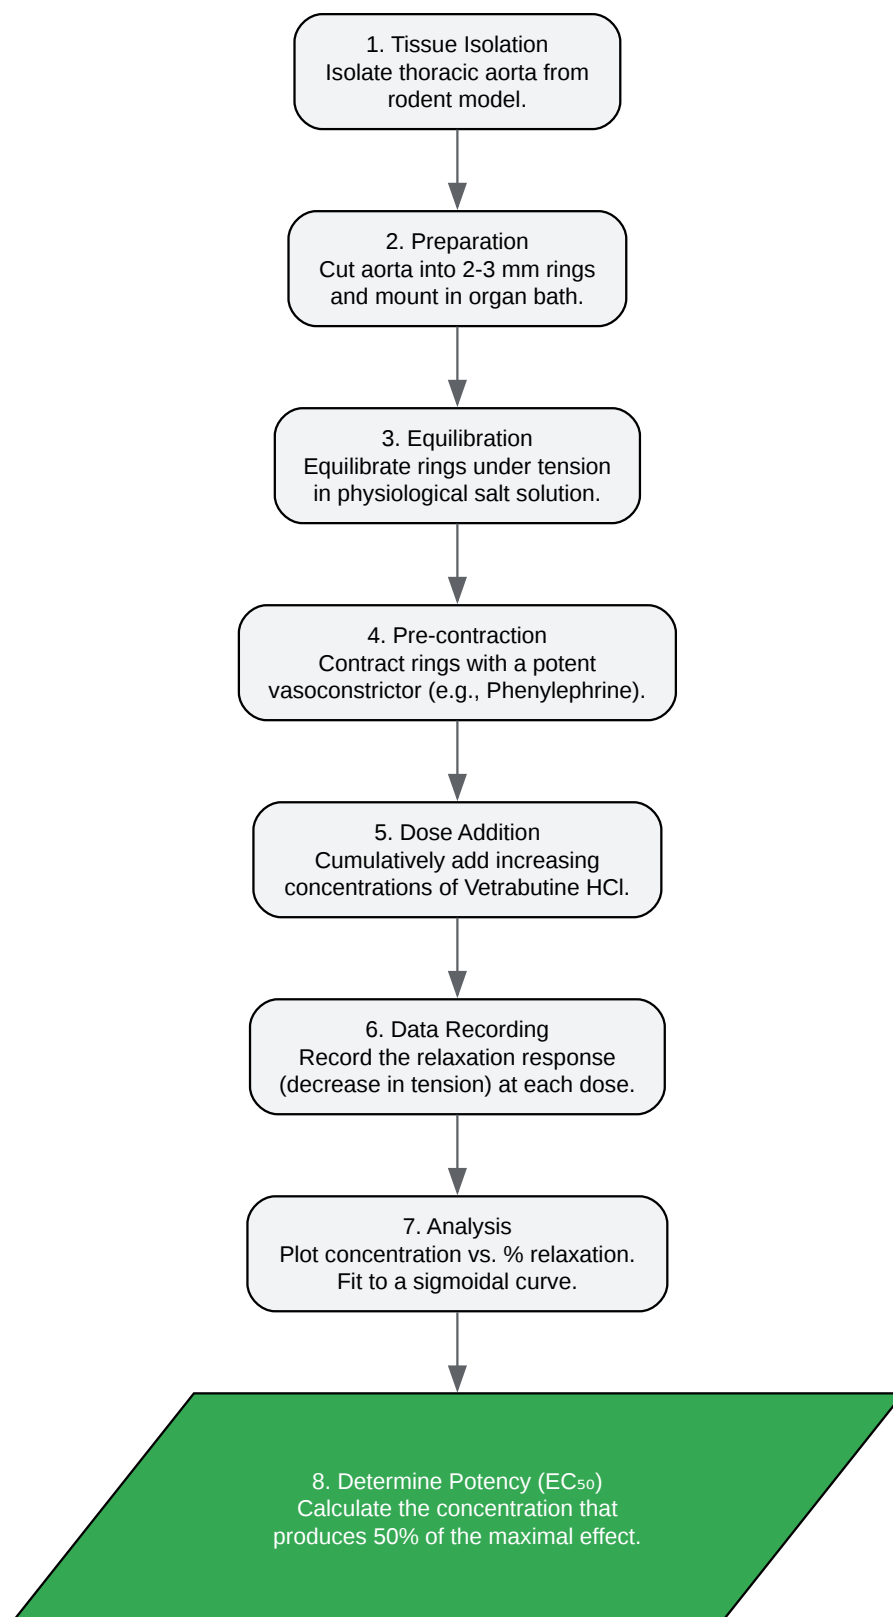 1. Tissue Isolation
Isolate thoracic aorta from
rodent model.
2. Preparation
Cut aorta into 2-3 mm rings
and mount in organ bath.
3. Equilibration
Equilibrate rings under tension
in physiological salt solution.
4. Pre-contraction
Contract rings with a potent
vasoconstrictor (e.g., Phenylephrine).
5. Dose Addition
Cumulatively add increasing
concentrations of Vetrabutine HCl.
6. Data Recording
Record the relaxation response
(decrease in tension) at each dose.
7. Analysis
Plot concentration vs. % relaxation.
Fit to a sigmoidal curve.
8. Determine Potency (EC₅₀)
Calculate the concentration that
produces 50% of the maximal effect.